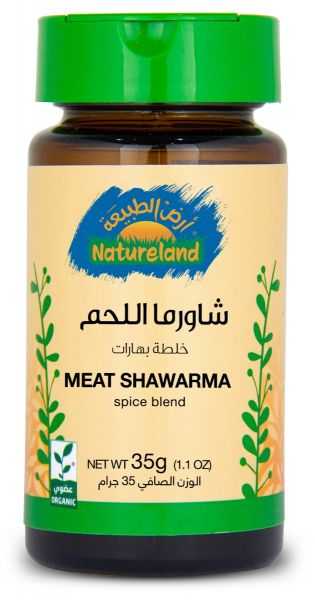 أرض الطبيعة
Natureland
شاورما اللحم
خلطة بهارات
MEAT SHAWARMA
spice blend
NET WT 35g (1.1 OZ)
الوزن الصافي 35 جرام
عضوي
ORGANIC